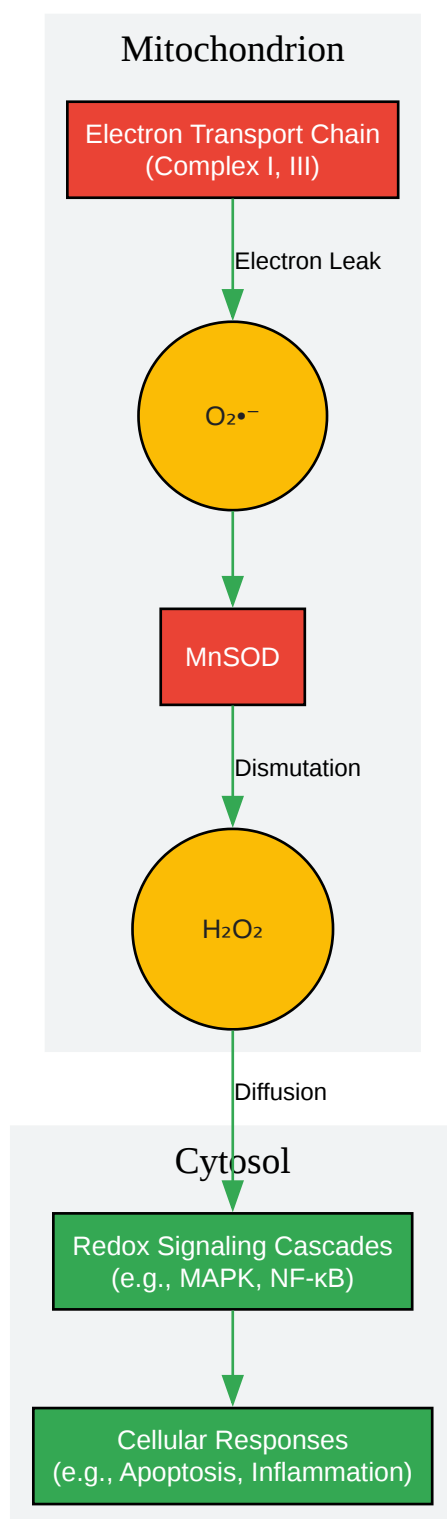 Mitochondrion
Electron Transport Chain
(Complex I, III)
Electron Leak
O₂•⁻
MnSOD
Dismutation
H₂O₂
Diffusion
Cytosol
Redox Signaling Cascades
(e.g., MAPK, NF-κB)
Cellular Responses
(e.g., Apoptosis, Inflammation)